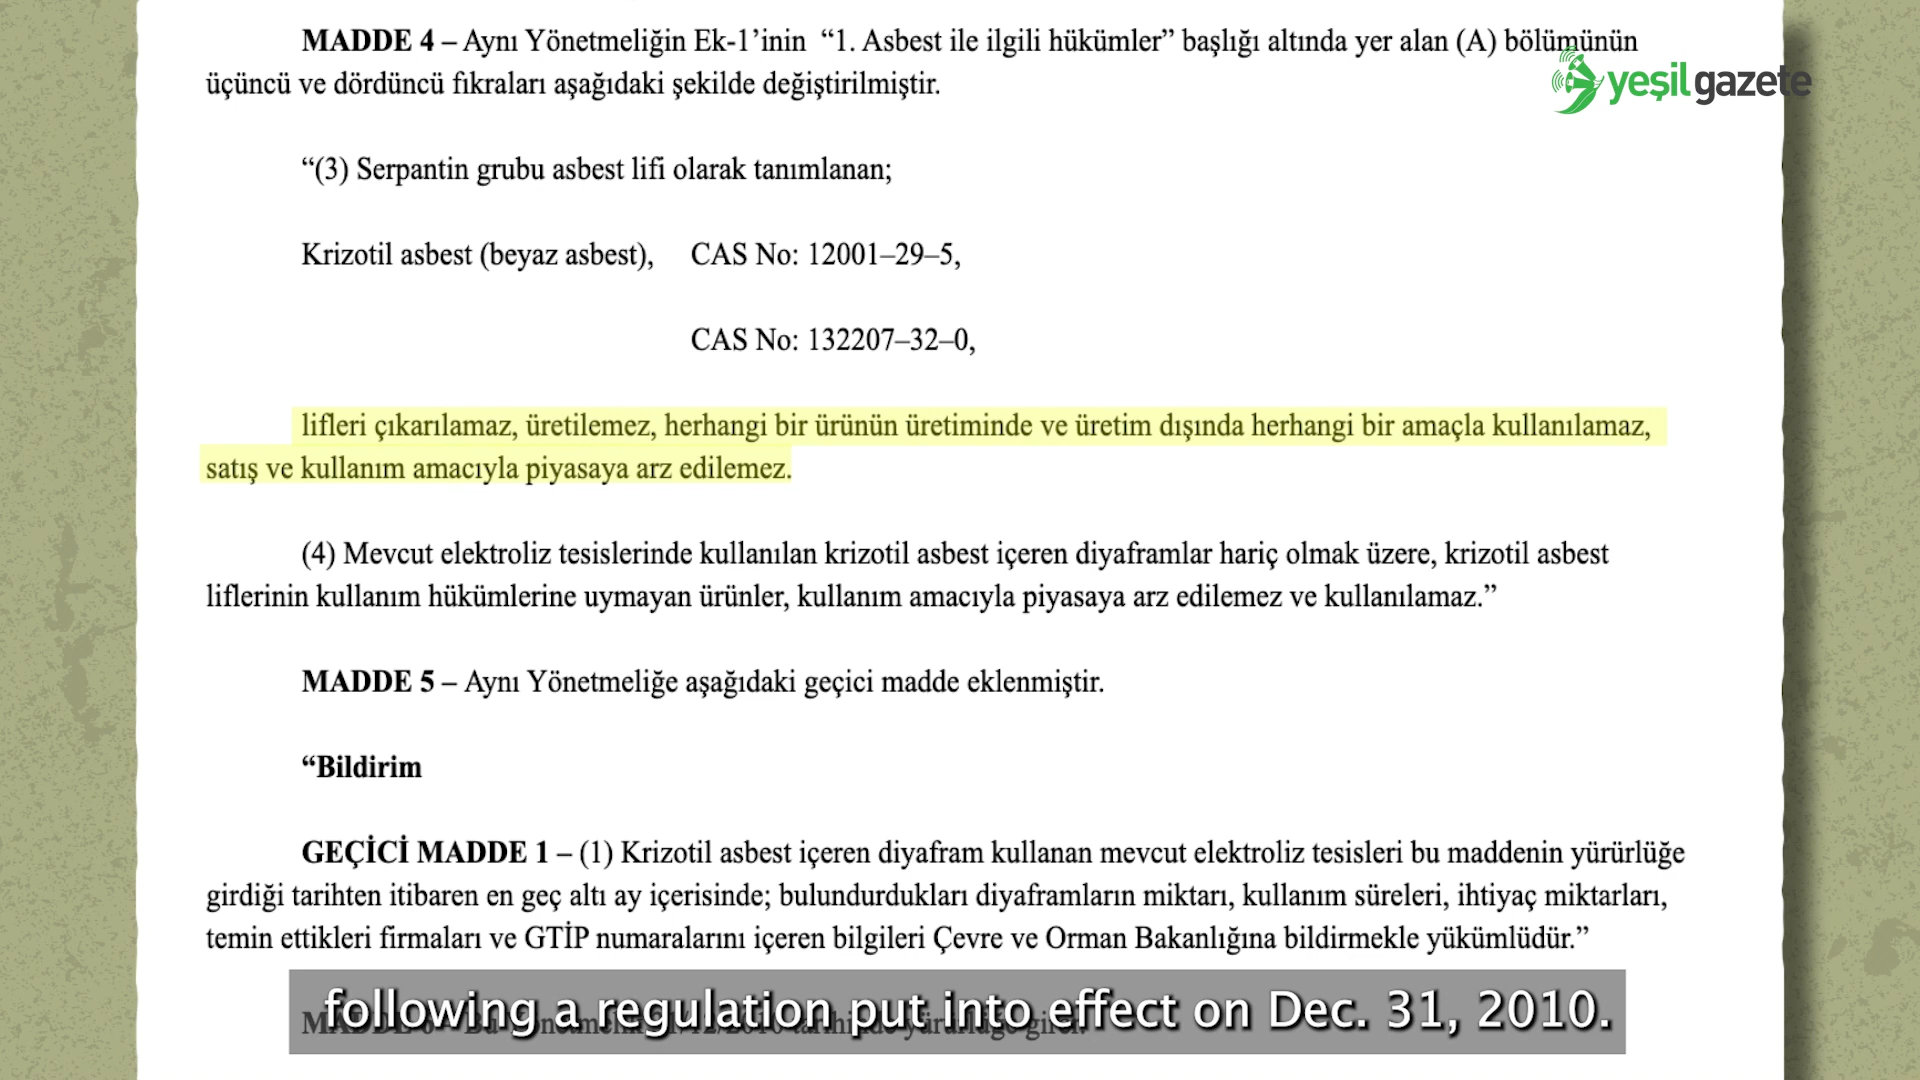 MADDE 4 – Aynı Yönetmeliğin Ek-1’inin “1. Asbest ile ilgili hükümler” başlığı altında yer alan (A) bölümünün
üçüncü ve dördüncü fıkraları aşağıdaki şekilde değiştirilmiştir.
yeşilgazete
“(3) Serpantin grubu asbest lifi olarak tanımlanan;
Krizotil asbest (beyaz asbest), CAS No: 12001–29–5,
CAS No: 132207–32–0,
lifleri çıkarılamaz, üretilemez, herhangi bir ürünün üretiminde ve üretim dışında herhangi bir amaçla kullanılamaz,
satış ve kullanım amacıyla piyasaya arz edilemez.
(4) Mevcut elektroliz tesislerinde kullanılan krizotil asbest içeren diyaframlar hariç olmak üzere, krizotil asbest
liflerinin kullanım hükümlerine uymayan ürünler, kullanım amacıyla piyasaya arz edilemez ve kullanılamaz.”
MADDE 5 – Aynı Yönetmeliğe aşağıdaki geçici madde eklenmiştir.
“Bildirim
GEÇİCİ MADDE 1 – (1) Krizotil asbest içeren diyafram kullanan mevcut elektroliz tesisleri bu maddenin yürürlüğe
girdiği tarihten itibaren en geç altı ay içerisinde; bulundurdukları diyaframların miktarı, kullanım süreleri, ihtiyaç miktarları,
temin ettikleri firmaları ve GTİP numaralarını içeren bilgileri Çevre ve Orman Bakanlığına bildirmekle yükümlüdür.”
following a regulation put into effect on Dec. 31, 2010.